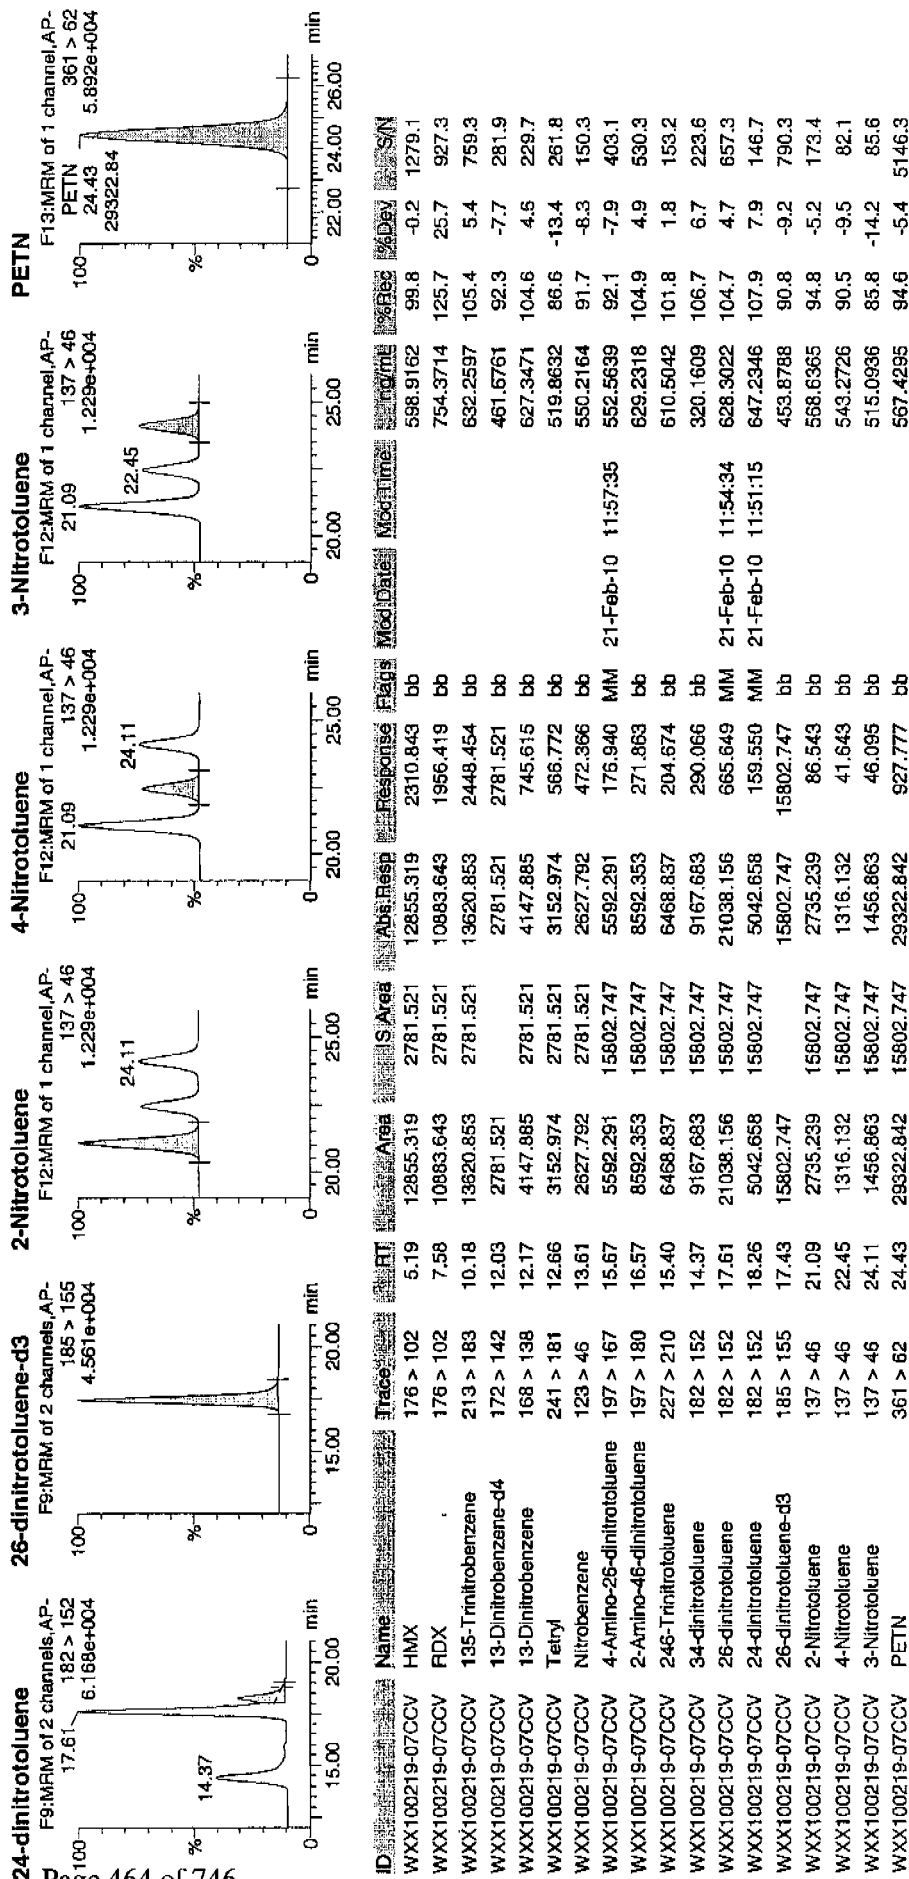 24-dinitrotoluene
F9:MRM of 2 channels,AP-
17.61
182 > 152
6.168e+004
100
14.37
%
0
15.00
20.00
min
26-dinitrotoluene-d3
F9:MRM of 2 channels,AP-
185 > 155
4.561e+004
100
%
0
15.00
20.00
min
2-Nitrotoluene
F12:MRM of 1 channel,AP-
137 > 46
1.229e+004
100
24.11
%
0
20.00
25.00
min
4-Nitrotoluene
F12:MRM of 1 channel,AP-
21.09
137 > 46
1.229e+004
100
24.11
%
0
20.00
25.00
min
3-Nitrotoluene
F12:MRM of 1 channel,AP-
21.09
137 > 46
1.229e+004
100
22.45
%
0
20.00
25.00
min
PETN
F13:MRM of 1 channel,AP-
PETN
24.43
29322.84
361 > 62
5.892e+004
100
%
0
22.00
24.00
26.00
min
ID Name Trace RT Area IS Area Abs.Resp Response Flags Mod.Date Mod.Time ng/mL %Rec %Dev S/N
WXX100219-07CCV HMX 176 > 102 5.19 12855.319 2781.521 12855.319 2310.843 bb 598.9162 99.8 -0.2 1279.1
WXX100219-07CCV RDX 176 > 102 7.58 10883.643 2781.521 10883.643 1956.419 bb 754.3714 125.7 25.7 927.3
WXX100219-07CCV 135-Trinitrobenzene 213 > 183 10.18 13620.853 2781.521 13620.853 2448.454 bb 632.2597 105.4 5.4 759.3
WXX100219-07CCV 13-Dinitrobenzene-d4 172 > 142 12.03 2781.521 2781.521 2781.521 bb 461.6761 92.3 -7.7 281.9
WXX100219-07CCV 13-Dinitrobenzene 168 > 138 12.17 4147.885 2781.521 4147.885 745.615 bb 627.3471 104.6 4.6 229.7
WXX100219-07CCV Tetryl 241 > 181 12.66 3152.974 2781.521 3152.974 566.772 bb 519.8632 86.6 -13.4 261.8
WXX100219-07CCV Nitrobenzene 123 > 46 13.61 2627.792 2781.521 2627.792 472.366 bb 550.2164 91.7 -8.3 150.3
WXX100219-07CCV 4-Amino-26-dinitrotoluene 197 > 167 15.67 5592.291 15802.747 5592.291 176.940 MM 21-Feb-10 11:57:35 552.5639 92.1 -7.9 403.1
WXX100219-07CCV 2-Amino-46-dinitrotoluene 197 > 180 16.57 8592.353 15802.747 8592.353 271.863 bb 629.2318 104.9 4.9 530.3
WXX100219-07CCV 246-Trinitrotoluene 227 > 210 15.40 6468.837 15802.747 6468.837 204.674 bb 610.5042 101.8 1.8 153.2
WXX100219-07CCV 34-dinitrotoluene 182 > 152 14.37 9167.683 15802.747 9167.683 290.066 bb 320.1609 106.7 6.7 223.6
WXX100219-07CCV 26-dinitrotoluene 182 > 152 17.61 21038.156 15802.747 21038.156 665.649 MM 21-Feb-10 11:54:34 628.3022 104.7 4.7 657.3
WXX100219-07CCV 24-dinitrotoluene 182 > 152 18.26 5042.658 15802.747 5042.658 159.550 MM 21-Feb-10 11:51:15 647.2346 107.9 7.9 146.7
WXX100219-07CCV 26-dinitrotoluene-d3 185 > 155 17.43 15802.747 15802.747 15802.747 bb 453.8788 90.8 -9.2 790.3
WXX100219-07CCV 2-Nitrotoluene 137 > 46 21.09 2735.239 15802.747 2735.239 86.543 bb 568.6365 94.8 -5.2 173.4
WXX100219-07CCV 4-Nitrotoluene 137 > 46 22.45 1316.132 15802.747 1316.132 41.643 bb 543.2726 90.5 -9.5 82.1
WXX100219-07CCV 3-Nitrotoluene 137 > 46 24.11 1456.863 15802.747 1456.863 46.095 bb 515.0936 85.8 -14.2 85.6
WXX100219-07CCV PETN 361 > 62 24.43 29322.842 15802.747 29322.842 927.777 bb 567.4295 94.6 -5.4 5146.3
Page 464 of 746